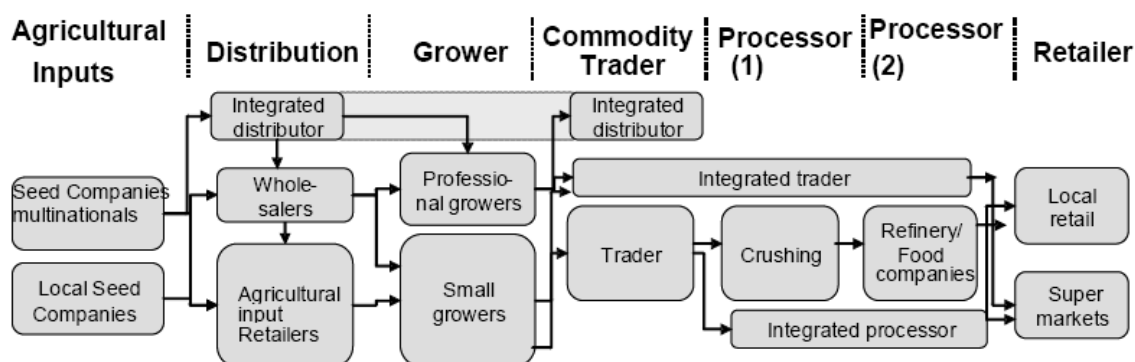 Agricultural
Inputs
Distribution
Grower
Commodity
Trader
Processor
(1)
Processor
(2)
Retailer
Integrated
distributor
Integrated
distributor
Seed Companies
multinationals
Whole-
salers
Professio-
nal growers
Integrated trader
Local
retail
Local Seed
Companies
Agricultural
input
Retailers
Small
growers
Trader
Crushing
Refinery/
Food
companies
Super
markets
Integrated processor